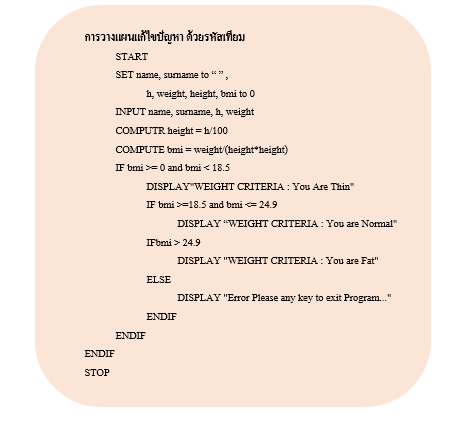 การวางแผนแก้ไขปัญหา ด้วยรหัสเทียม
START
SET name, surname to “ ” ,
h, weight, height, bmi to 0
INPUT name, surname, h, weight
COMPUTR height = h/100
COMPUTE bmi = weight/(height*height)
IF bmi >= 0 and bmi < 18.5
DISPLAY"WEIGHT CRITERIA : You Are Thin"
IF bmi >=18.5 and bmi <= 24.9
DISPLAY “WEIGHT CRITERIA : You are Normal"
IFbmi > 24.9
DISPLAY "WEIGHT CRITERIA : You are Fat"
ELSE
DISPLAY "Error Please any key to exit Program..."
ENDIF
ENDIF
ENDIF
STOP